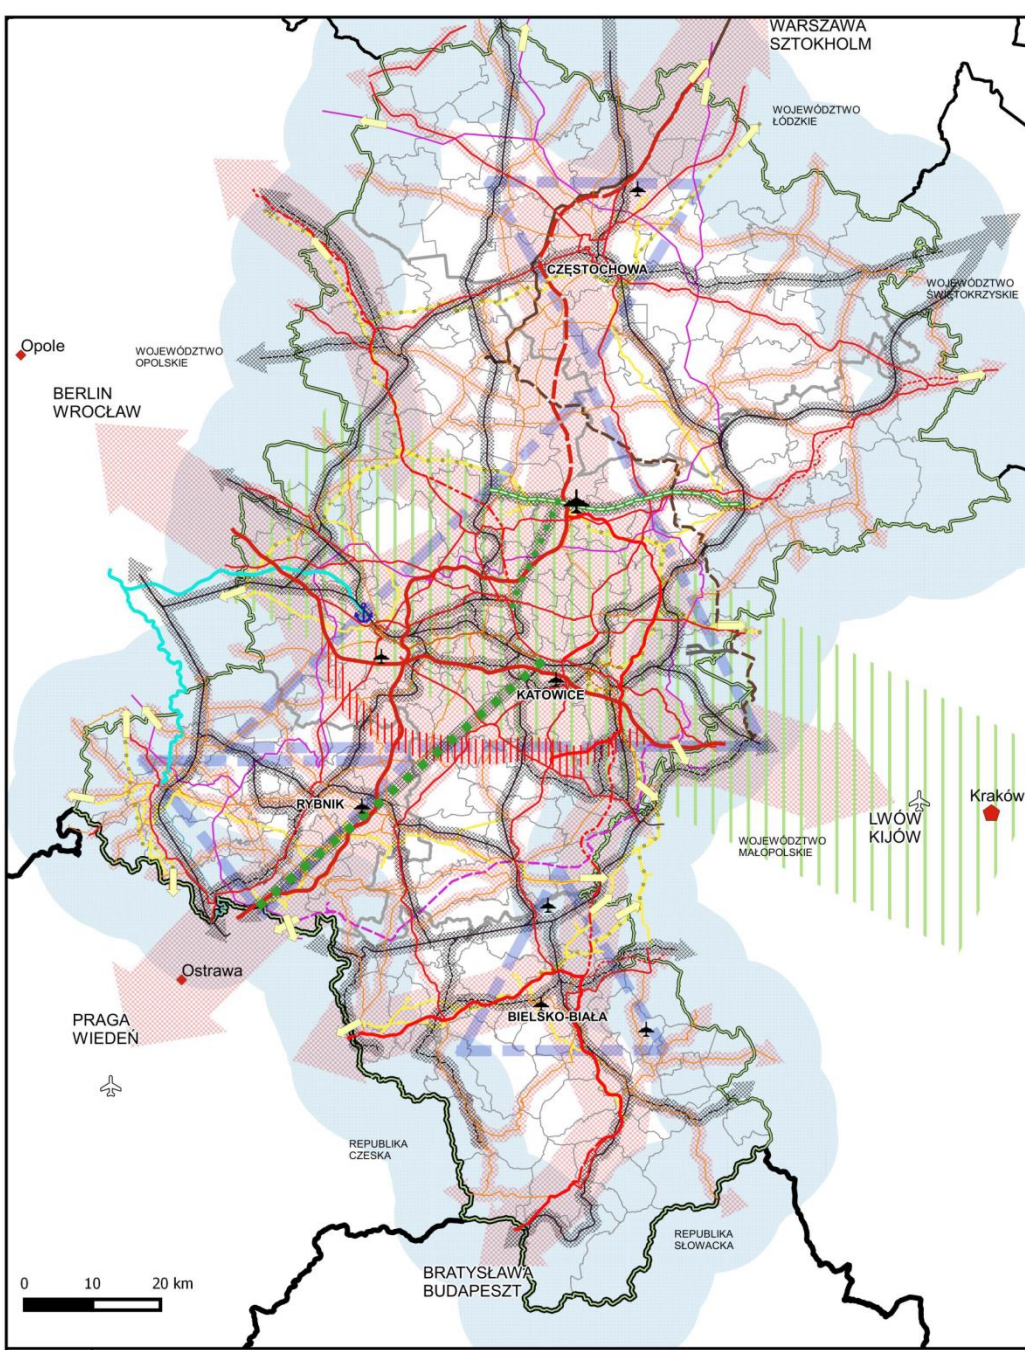 WARSZAWA
SZTOKHOLM
WOJEWÓDZTWO
ŁÓDZKIE
CZĘSTOCHOWA
WOJEWÓDZTWO
ŚWIĘTOKRZYSKIE
Opole
WOJEWÓDZTWO
OPOLSKIE
BERLIN
WROCŁAW
KATOWICE
RYBNIK
Kraków
LWÓW
KIJÓW
WOJEWÓDZTWO
MAŁOPOLSKIE
Ostrawa
PRAGA
WIEDEŃ
BIELSKO-BIAŁA
REPUBLIKA
CZESKA
REPUBLIKA
SŁOWACKA
BRATYSŁAWA
BUDAPESZT
0 10 20 km